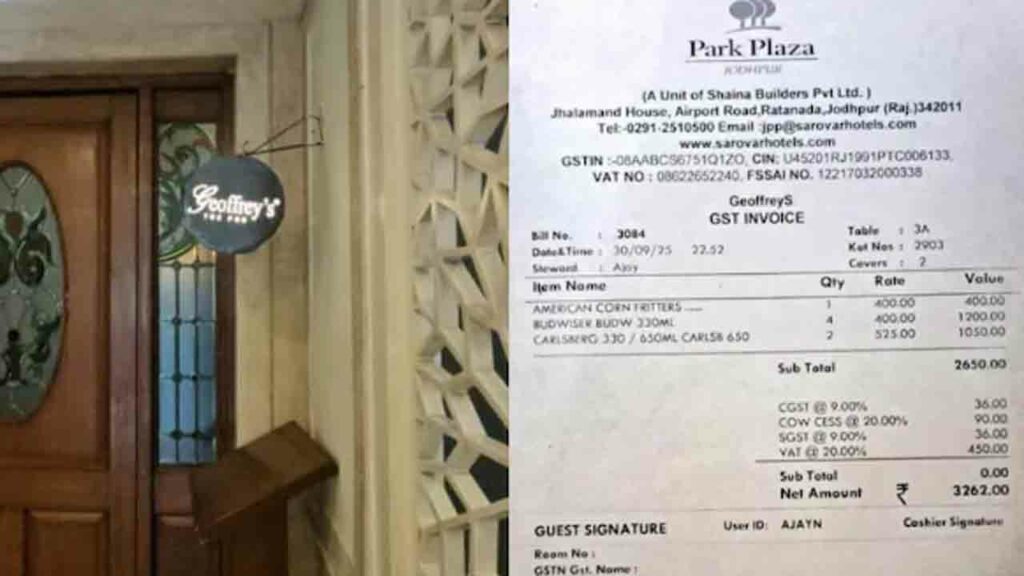 Geoffrey's
Park Plaza
JODHPUR
(A Unit of Shaina Builders Pvt Ltd. )
Jhalamand House, Airport Road,Ratanada,Jodhpur (Raj.)342011
Tel:-0291-2510500 Email :jpp@sarovarhotels.com
www.sarovarhotels.com
GSTIN :-08AABCS6751Q1ZO, CIN: U45201RJ1991PTC006133,
VAT NO : 08622652240, FSSAI NO. 12217032000338
GeoffreyS
GST INVOICE
Bill No. : 3084 Table : 3A
Date&Time : 30/09/25 22.52 Kot Nos : 2903
Steward : Ajay Covers : 2
Item Name Qty Rate Value
AMERICAN CORN FRITTERS 1 400.00 400.00
BUDWISER BUDW 330ML 4 400.00 1200.00
CARLSBERG 330 / 650ML CARLSB 650 2 525.00 1050.00
Sub Total 2650.00
CGST @ 9.00% 36.00
COW CESS @ 20.00% 90.00
SGST @ 9.00% 36.00
VAT @ 20.00% 450.00
Sub Total 0.00
Net Amount ₹ 3262.00
GUEST SIGNATURE User ID: AJAYN Cashier Signature
Room No :
GSTN Gst. Name :